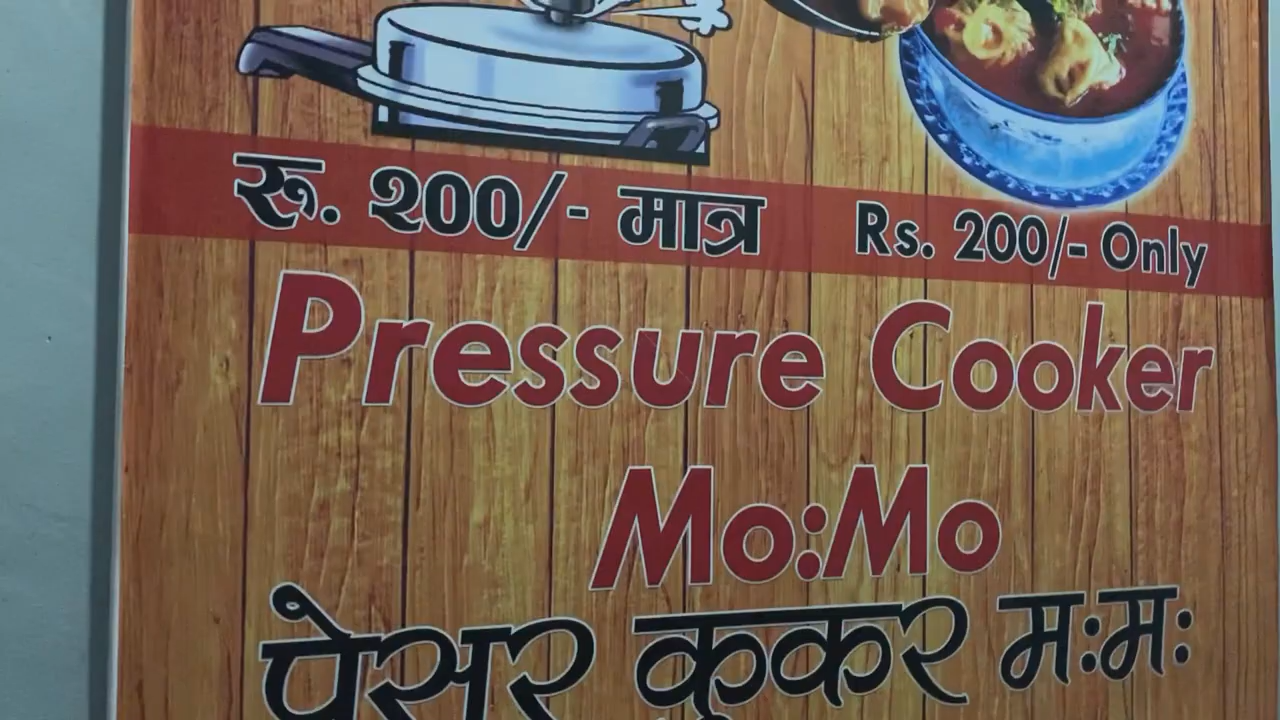 रू. २००/- मात्र Rs. 200/- Only
Pressure Cooker
Mo:Mo
पेसर कुकर म:म: